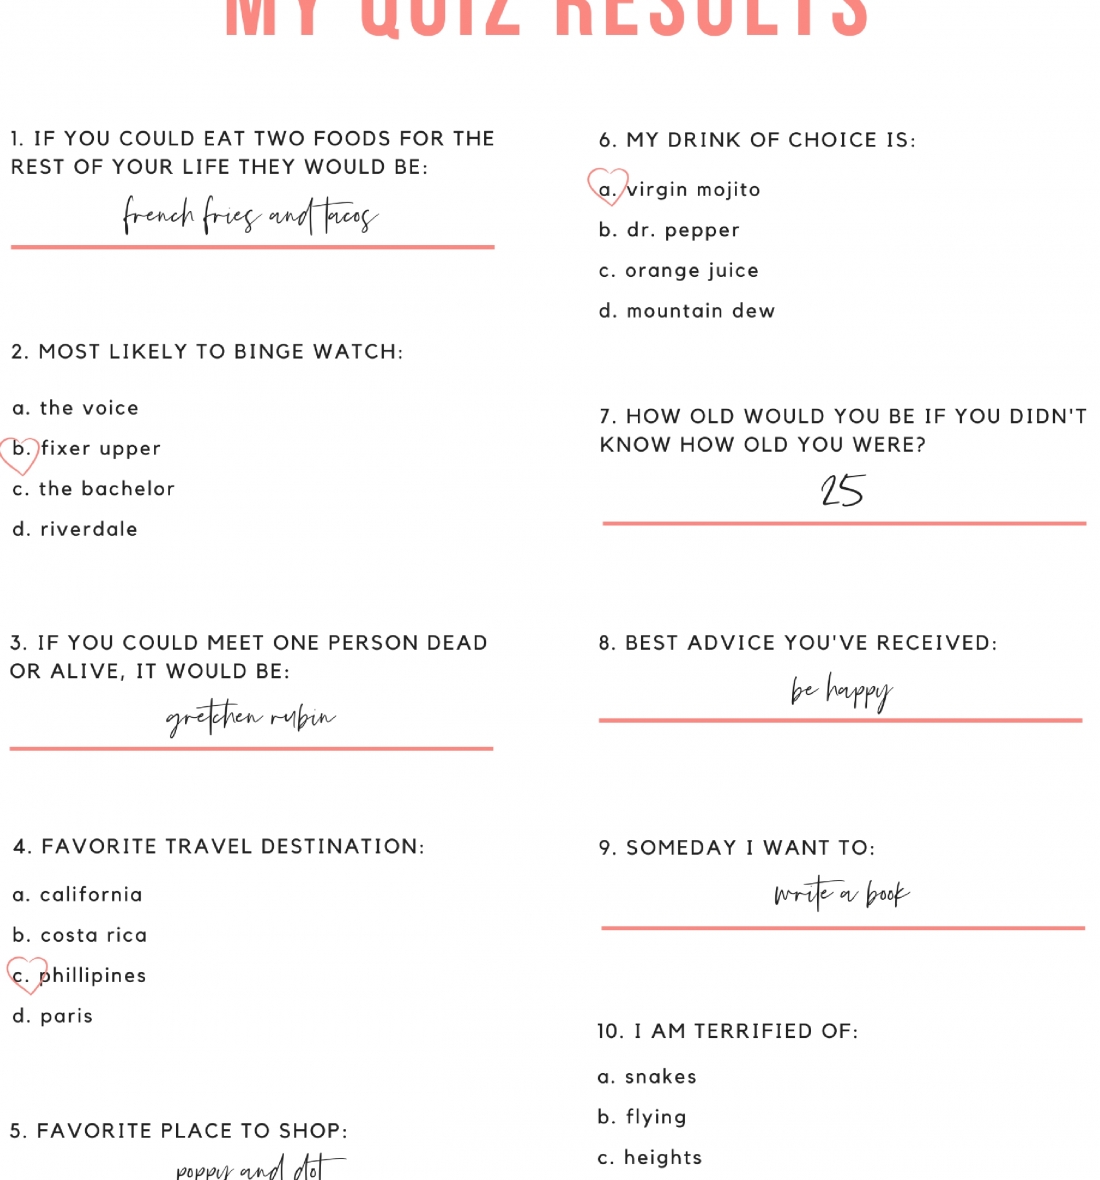 MY QUIZ RESULTS
1. IF YOU COULD EAT TWO FOODS FOR THE
REST OF YOUR LIFE THEY WOULD BE:
french fries and tacos
2. MOST LIKELY TO BINGE WATCH:
a. the voice
b. fixer upper
c. the bachelor
d. riverdale
3. IF YOU COULD MEET ONE PERSON DEAD
OR ALIVE, IT WOULD BE:
gretchen rubin
4. FAVORITE TRAVEL DESTINATION:
a. california
b. costa rica
c. phillipines
d. paris
5. FAVORITE PLACE TO SHOP:
poppy and dot
6. MY DRINK OF CHOICE IS:
a. virgin mojito
b. dr. pepper
c. orange juice
d. mountain dew
7. HOW OLD WOULD YOU BE IF YOU DIDN'T
KNOW HOW OLD YOU WERE?
25
8. BEST ADVICE YOU'VE RECEIVED:
be happy
9. SOMEDAY I WANT TO:
write a book
10. I AM TERRIFIED OF:
a. snakes
b. flying
c. heights